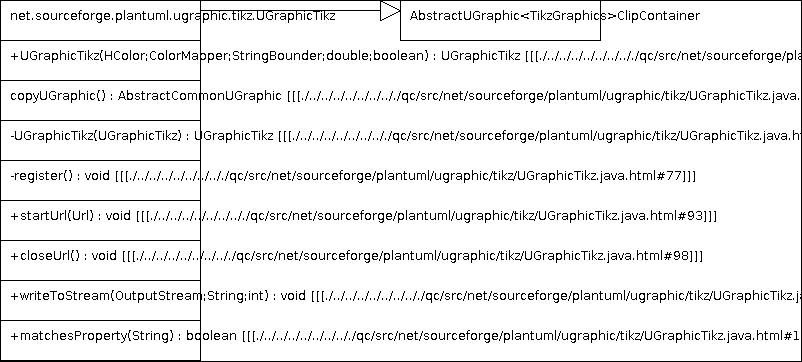 net.sourceforge.plantuml.ugraphic.tikz.UGraphicTikz
AbstractUGraphic<TikzGraphics>ClipContainer
+UGraphicTikz(HColor;ColorMapper;StringBounder;double;boolean) : UGraphicTikz [[[./../../../../../../../../qc/src/net/sourceforge/plan
copyUGraphic() : AbstractCommonUGraphic [[[./../../../../../../../../qc/src/net/sourceforge/plantuml/ugraphic/tikz/UGraphicTikz.java.
-UGraphicTikz(UGraphicTikz) : UGraphicTikz [[[./../../../../../../../../qc/src/net/sourceforge/plantuml/ugraphic/tikz/UGraphicTikz.java.ht
-register() : void [[[./../../../../../../../../qc/src/net/sourceforge/plantuml/ugraphic/tikz/UGraphicTikz.java.html#77]]]
+startUrl(Url) : void [[[./../../../../../../../../qc/src/net/sourceforge/plantuml/ugraphic/tikz/UGraphicTikz.java.html#93]]]
+closeUrl() : void [[[./../../../../../../../../qc/src/net/sourceforge/plantuml/ugraphic/tikz/UGraphicTikz.java.html#98]]]
+writeToStream(OutputStream;String;int) : void [[[./../../../../../../../../qc/src/net/sourceforge/plantuml/ugraphic/tikz/UGraphicTikz.ja
+matchesProperty(String) : boolean [[[./../../../../../../../../qc/src/net/sourceforge/plantuml/ugraphic/tikz/UGraphicTikz.java.html#1